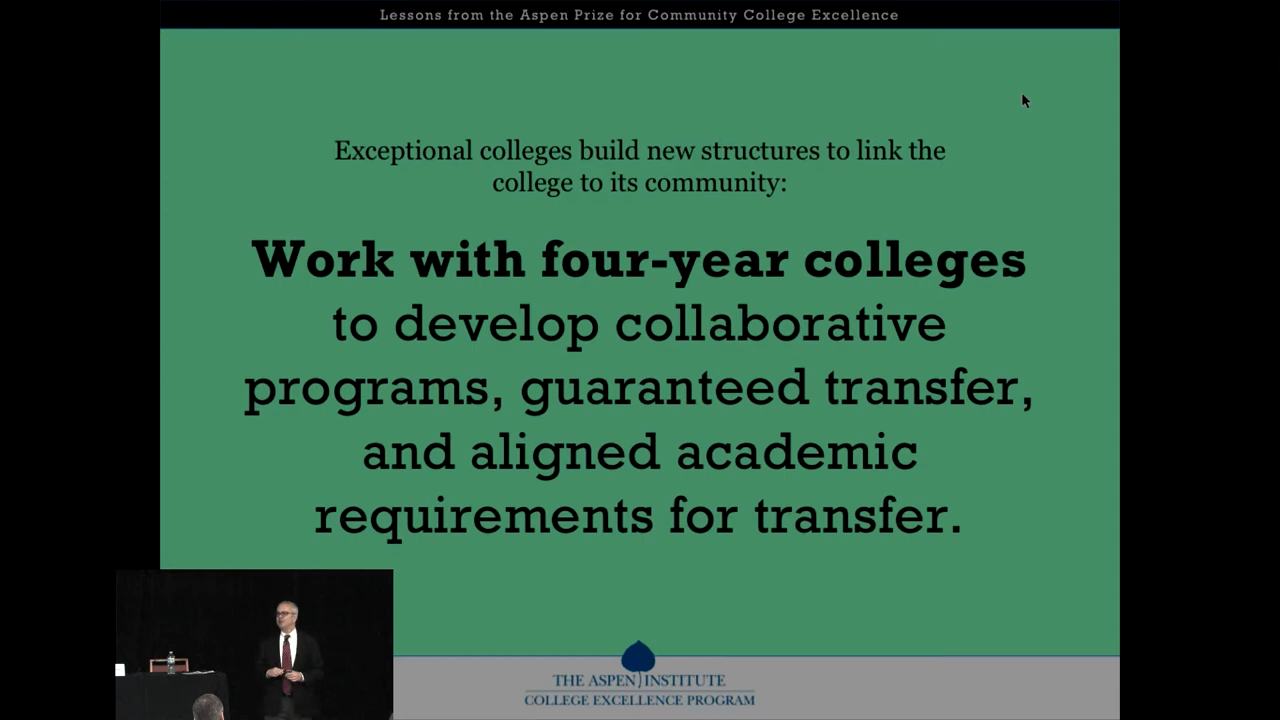 Lessons from the Aspen Prize for Community College Excellence
Exceptional colleges build new structures to link the
college to its community:
Work with four-year colleges
to develop collaborative
programs, guaranteed transfer,
and aligned academic
requirements for transfer.
THE ASPEN INSTITUTE
COLLEGE EXCELLENCE PROGRAM